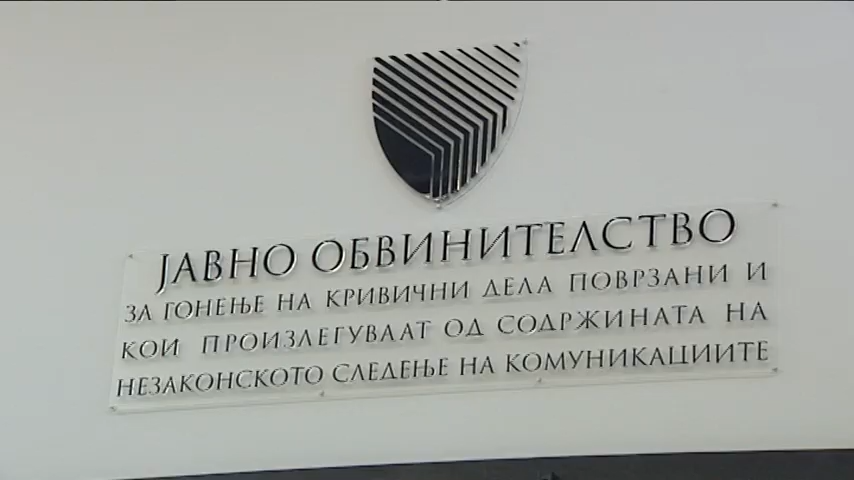 ЈАВНО ОБВИНИТЕЛСТВО
ЗА ГОНЕЊЕ НА КРИВИЧНИ ДЕЛА ПОВРЗАНИ И
КОИ ПРОИЗЛЕГУВААТ ОД СОДРЖИНАТА НА
НЕЗАКОНСКОТО СЛЕДЕЊЕ НА КОМУНИКАЦИИТЕ